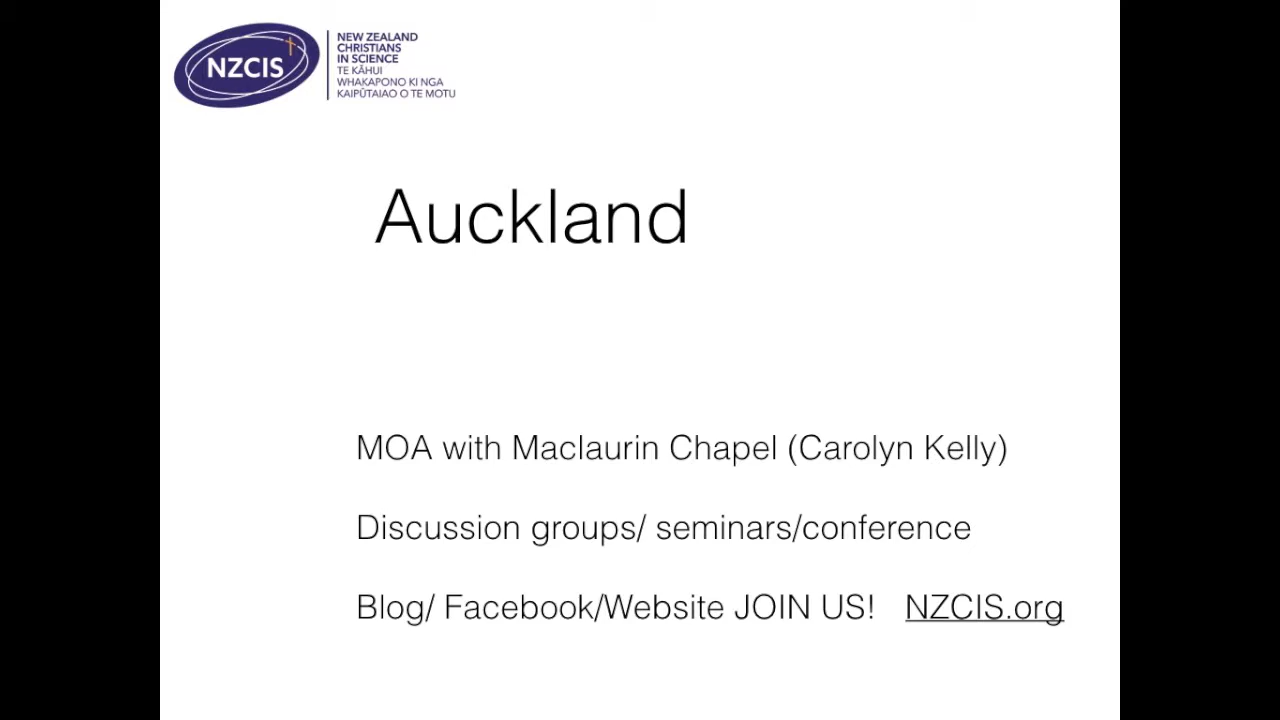 NZCIS
NEW ZEALAND
CHRISTIANS
IN SCIENCE
TE KĀHUI
WHAKAPONO KI NGA
KAIPŪTAIAO O TE MOTU
Auckland
MOA with Maclaurin Chapel (Carolyn Kelly)
Discussion groups/ seminars/conference
Blog/ Facebook/Website JOIN US! NZCIS.org